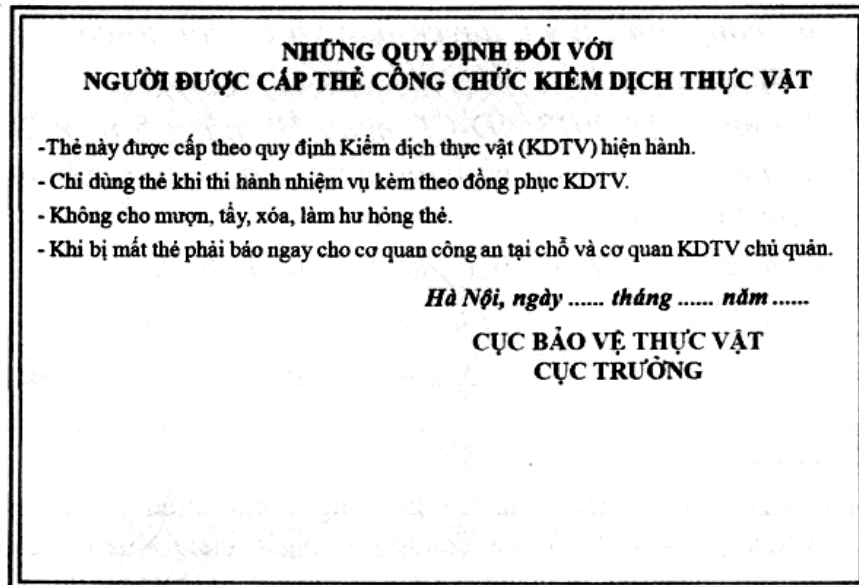 NHỮNG QUY ĐỊNH ĐỐI VỚI
NGƯỜI ĐƯỢC CẤP THẺ CÔNG CHỨC KIỂM DỊCH THỰC VẬT
-Thẻ này được cấp theo quy định Kiểm dịch thực vật (KDTV) hiện hành.
- Chỉ dùng thẻ khi thi hành nhiệm vụ kèm theo đồng phục KDTV.
- Không cho mượn, tẩy, xóa, làm hư hỏng thẻ.
- Khi bị mất thẻ phải báo ngay cho cơ quan công an tại chỗ và cơ quan KDTV chủ quản.
Hà Nội, ngày ...... tháng ...... năm ......
CỤC BẢO VỆ THỰC VẬT
CỤC TRƯỞNG